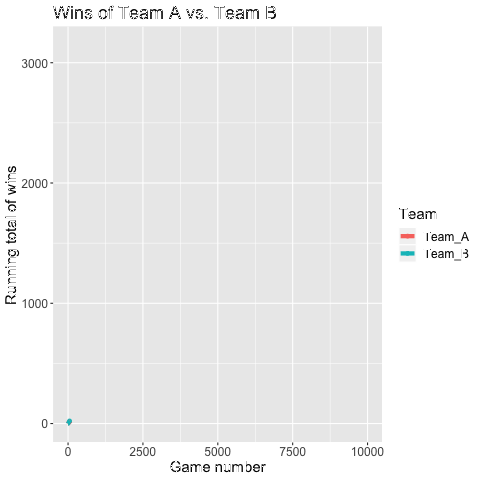 Wins of Team A vs. Team B
3000
2000
1000
0
Running total of wins
0 2500 5000 7500 10000
Game number
Team
Team_A
Team_B